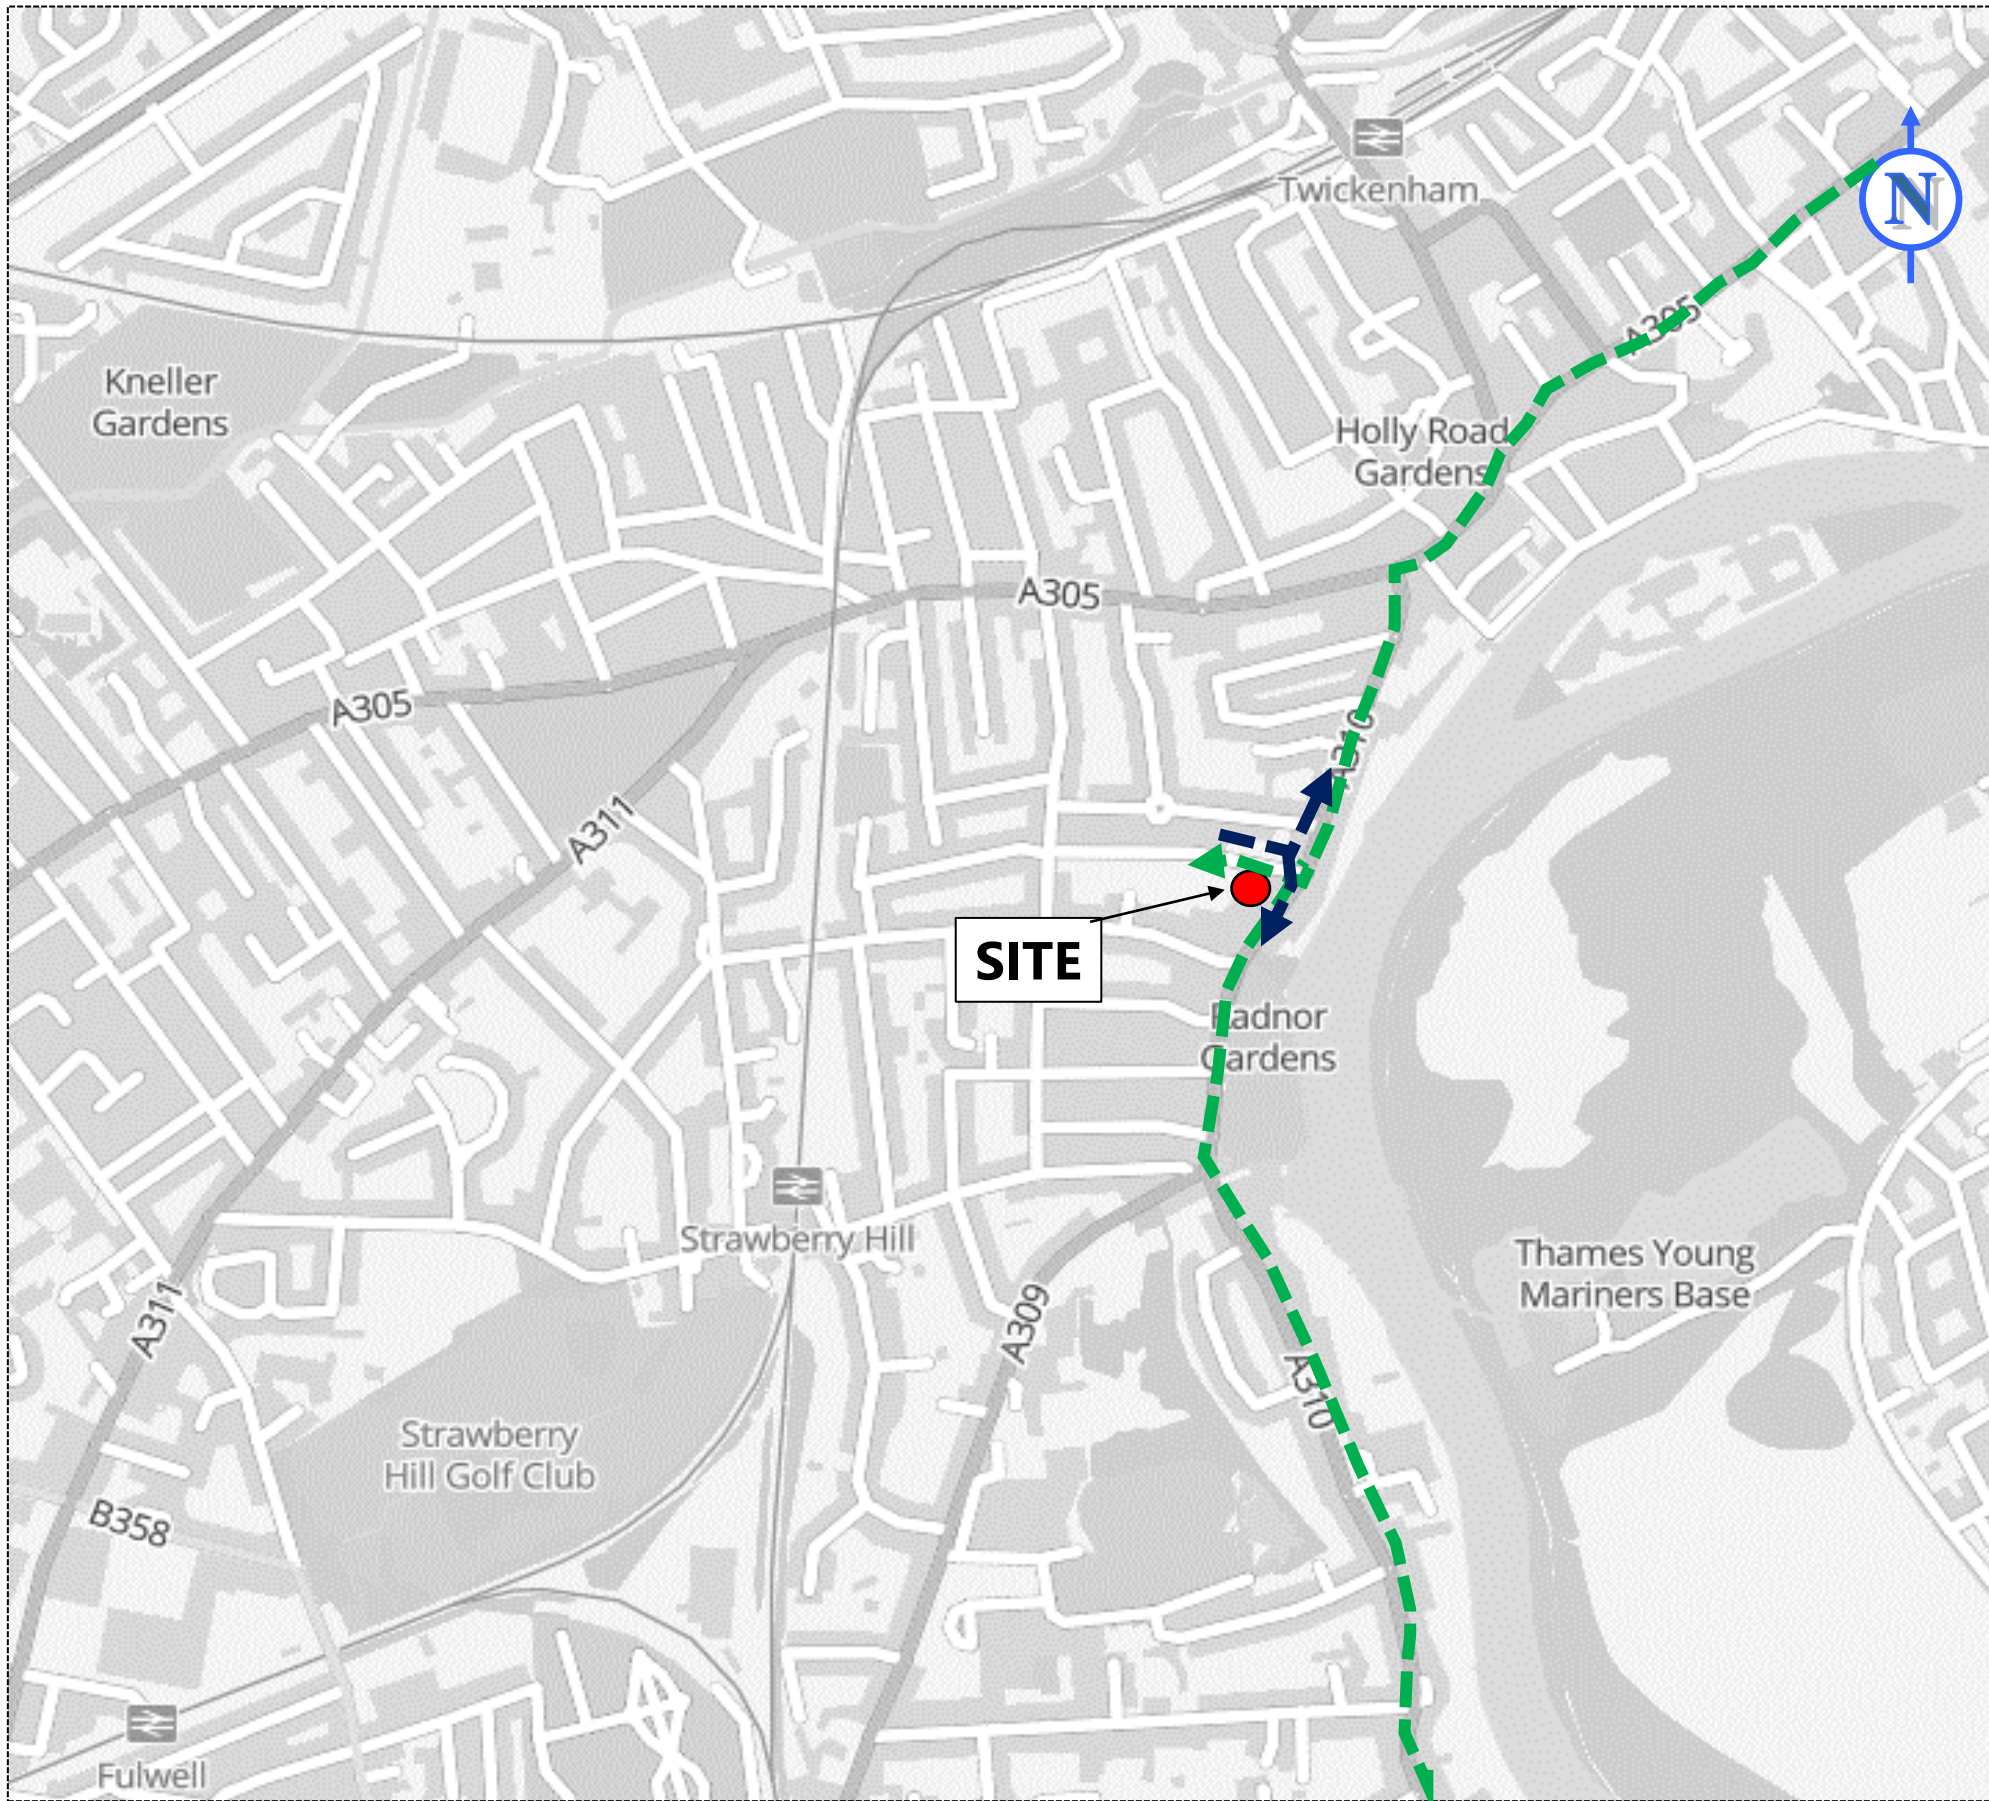 Twickenham
N
A305
Kneller
Gardens
Holly Road
Gardens
A305
A305
A310
A311
SITE
Radnor
Gardens
Strawberry Hill
Thames Young
Mariners Base
A311
A309
A310
Strawberry
Hill Golf Club
B358
Fulwell